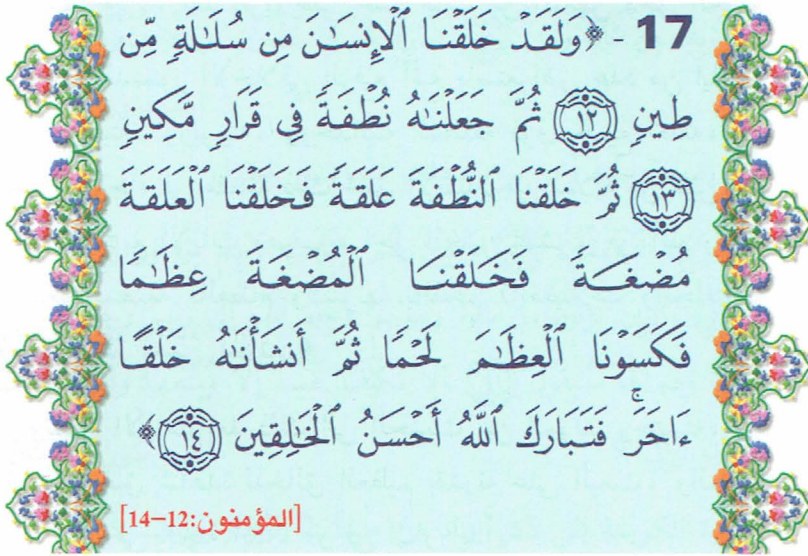 17 - ﴿وَلَقَدْ خَلَقْنَا ٱلْإِنسَٰنَ مِن سُلَٰلَةٍ مِّن
طِينٍ ۝١٢ ثُمَّ جَعَلْنَٰهُ نُطْفَةً فِى قَرَارٍ مَّكِينٍ
۝١٣ ثُمَّ خَلَقْنَا ٱلنُّطْفَةَ عَلَقَةً فَخَلَقْنَا ٱلْعَلَقَةَ
مُضْغَةً فَخَلَقْنَا ٱلْمُضْغَةَ عِظَٰمًا
فَكَسَوْنَا ٱلْعِظَٰمَ لَحْمًا ثُمَّ أَنشَأْنَٰهُ خَلْقًا
ءَاخَرَ ۚ فَتَبَارَكَ ٱللَّهُ أَحْسَنُ ٱلْخَٰلِقِينَ ۝١٤﴾
[المؤمنون:12–14]